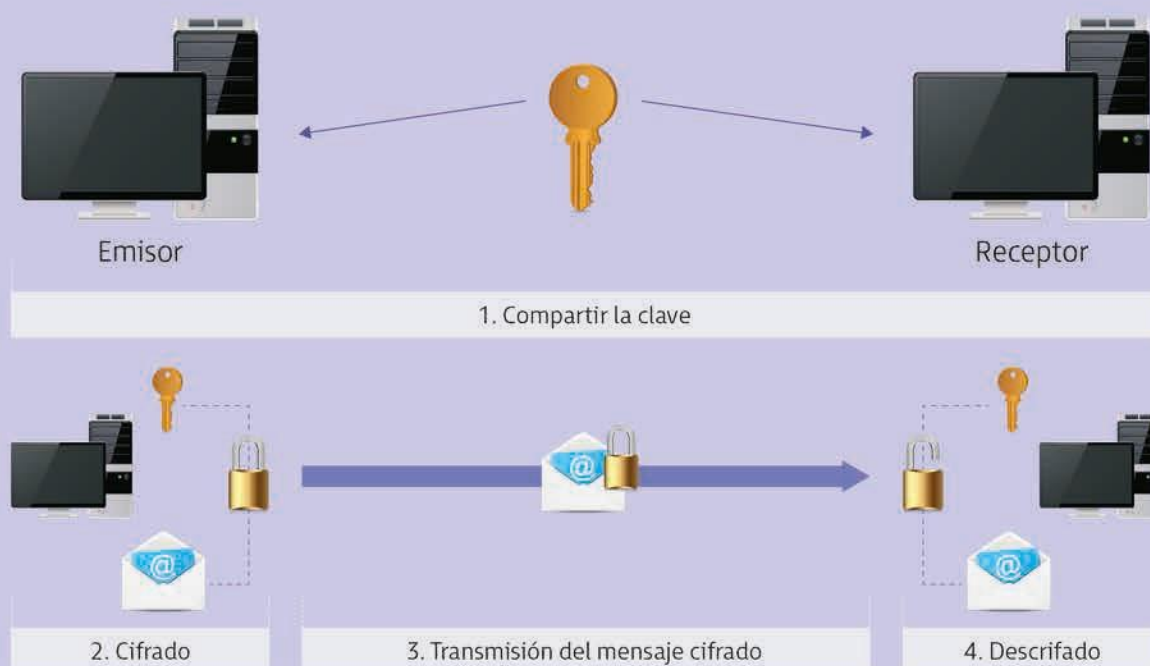 Emisor
Receptor
1. Compartir la clave
@
@
@
2. Cifrado
3. Transmisión del mensaje cifrado
4. Descrifado